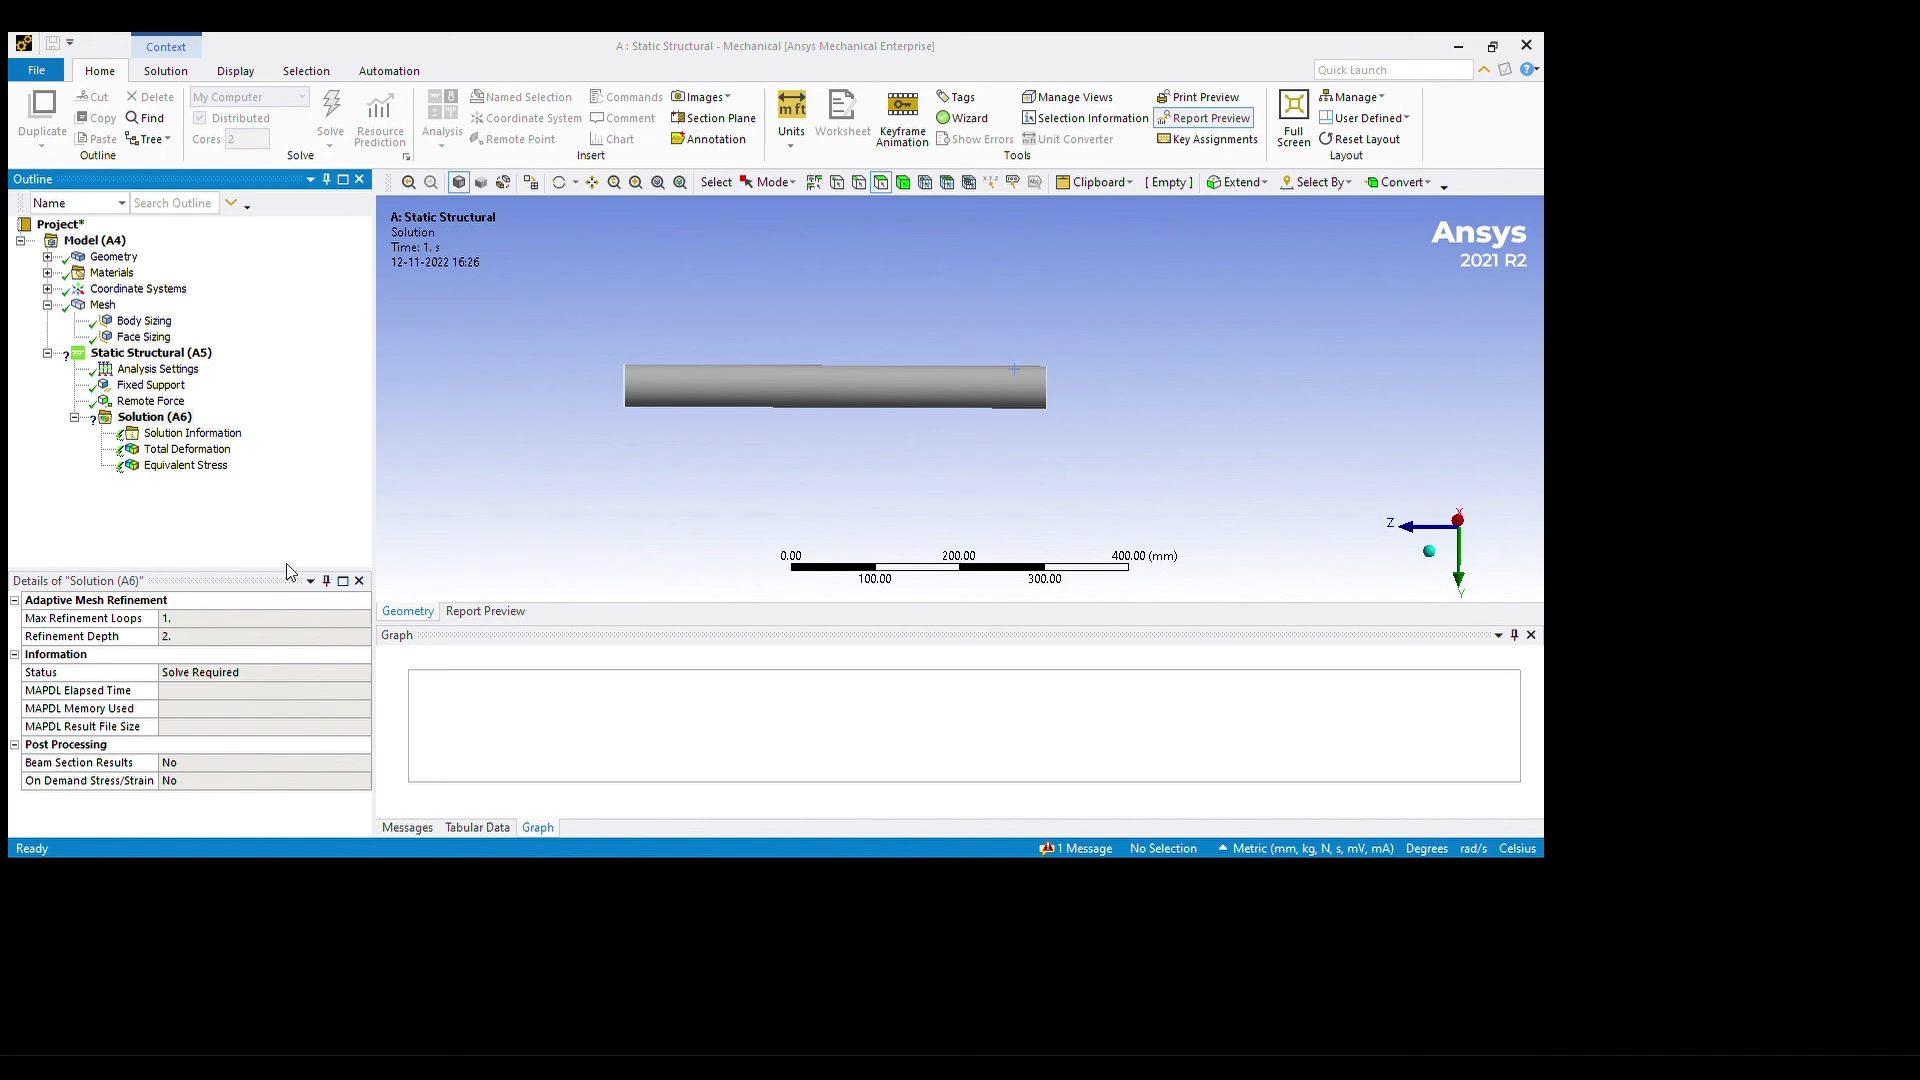 Context
A : Static Structural - Mechanical [Ansys Mechanical Enterprise]
File Home Solution Display Selection Automation
Quick Launch
Duplicate
Cut
Copy
Paste
Delete
Find
Tree
Outline
My Computer
Distributed
Cores 2
Solve
Resource
Prediction
Solve
Analysis
Named Selection
Coordinate System
Remote Point
Commands
Comment
Chart
Images
Section Plane
Annotation
Insert
Units
Worksheet
Keyframe
Animation
Tags
Wizard
Show Errors
Manage Views
Selection Information
Unit Converter
Print Preview
Report Preview
Key Assignments
Tools
Full
Screen
Manage
User Defined
Reset Layout
Layout
Outline
Select Mode Clipboard [ Empty ] Extend Select By Convert
Name Search Outline
Project*
Model (A4)
Geometry
Materials
Coordinate Systems
Mesh
Body Sizing
Face Sizing
Static Structural (A5)
Analysis Settings
Fixed Support
Remote Force
Solution (A6)
Solution Information
Total Deformation
Equivalent Stress
A: Static Structural
Solution
Time: 1. s
12-11-2022 16:26
Ansys
2021 R2
0.00 200.00 400.00 (mm)
100.00 300.00
X
Y
Z
Details of "Solution (A6)"
Adaptive Mesh Refinement
Max Refinement Loops 1.
Refinement Depth 2.
Information
Status Solve Required
MAPDL Elapsed Time
MAPDL Memory Used
MAPDL Result File Size
Post Processing
Beam Section Results No
On Demand Stress/Strain No
Geometry Report Preview
Graph
Messages Tabular Data Graph
Ready
1 Message No Selection Metric (mm, kg, N, s, mV, mA) Degrees rad/s Celsius